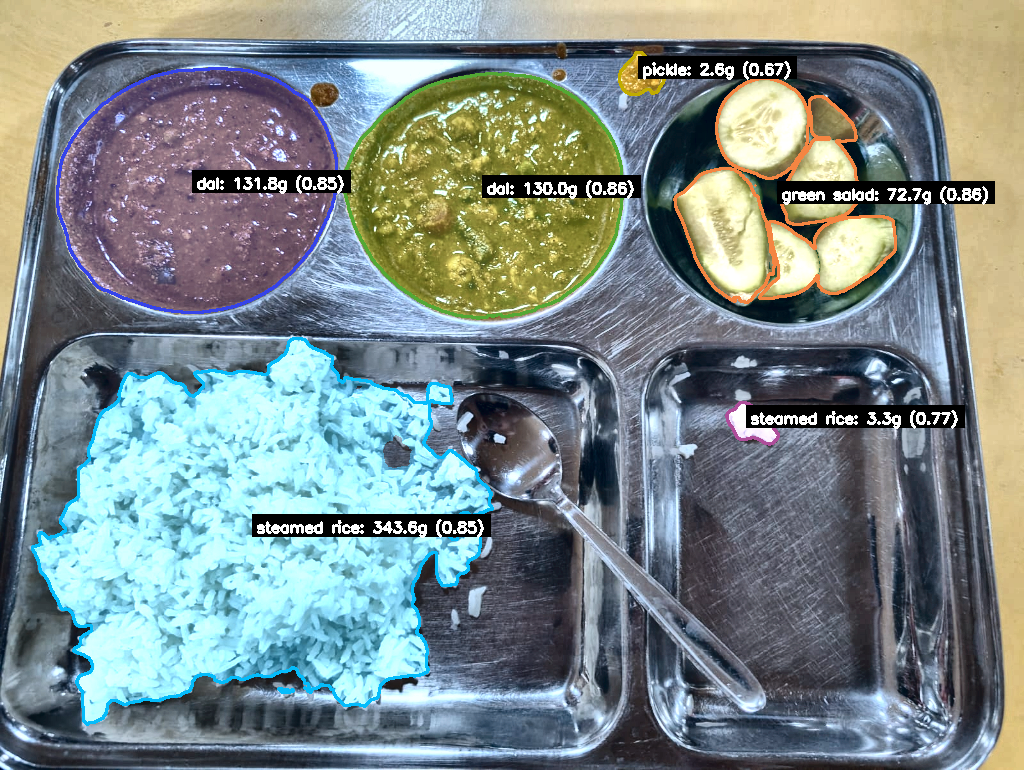 pickle: 2.6g (0.67)
dal: 131.8g (0.85)
dal: 130.0g (0.86)
green salad: 72.7g (0.86)
steamed rice: 3.3g (0.77)
steamed rice: 343.6g (0.85)